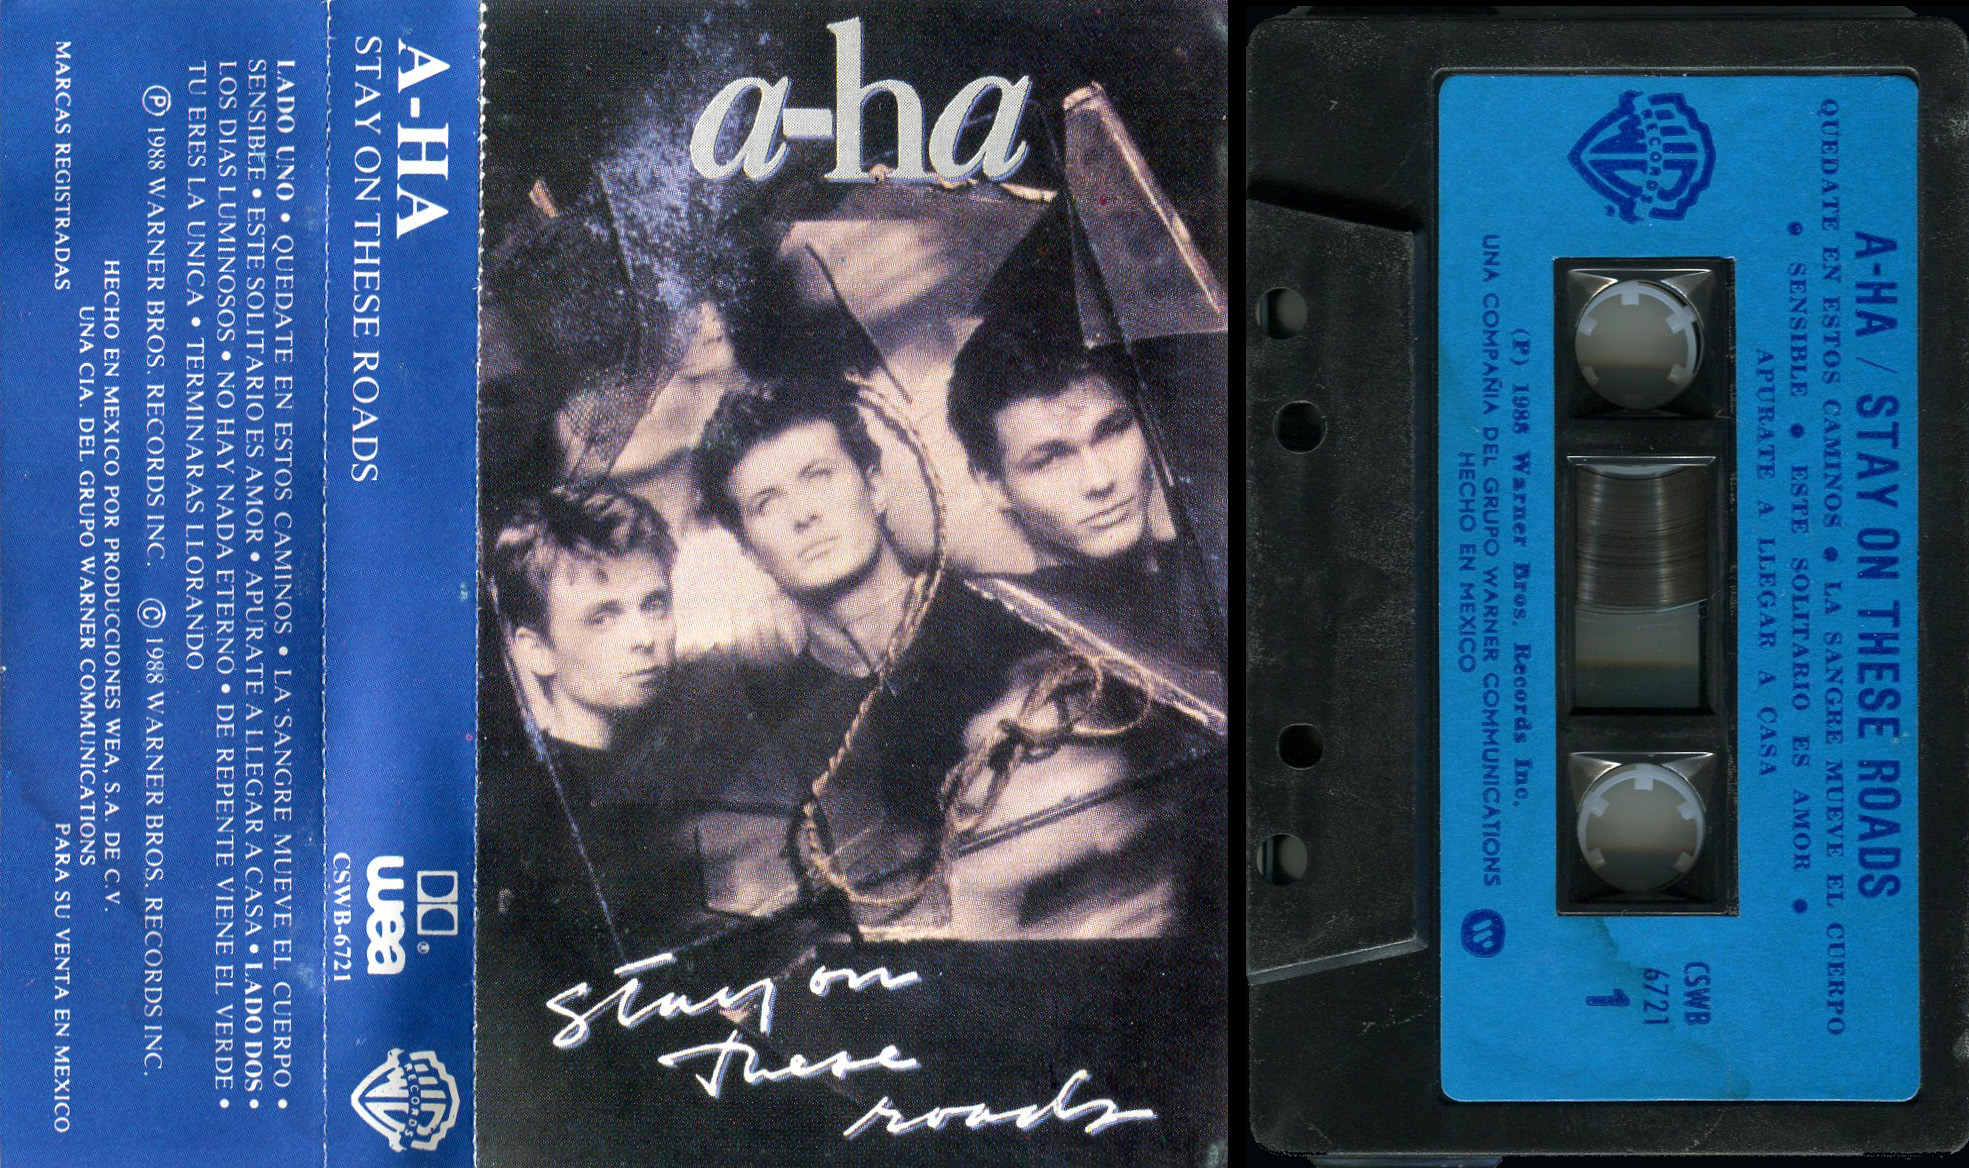 A-HA
STAY ON THESE ROADS
wea
CSWB-6721
RECORDS
LADO UNO • QUEDATE EN ESTOS CAMINOS • LA SANGRE MUEVE EL CUERPO •
SENSIBLE • ESTE SOLITARIO ES AMOR • APURATE A LLEGAR A CASA • LADO DOS •
LOS DIAS LUMINOSOS • NO HAY NADA ETERNO • DE REPENTE VIENE EL VERDE •
TU ERES LA UNICA • TERMINARAS LLORANDO
Ⓟ 1988 WARNER BROS. RECORDS INC. © 1988 WARNER BROS. RECORDS INC.
HECHO EN MEXICO POR PRODUCCIONES WEA, S.A. DE C.V.
UNA CIA. DEL GRUPO WARNER COMMUNICATIONS
MARCAS REGISTRADAS PARA SU VENTA EN MEXICO
a-ha
stay on
these
roads
A-HA / STAY ON THESE ROADS
QUEDATE EN ESTOS CAMINOS • LA SANGRE MUEVE EL CUERPO
• SENSIBLE • ESTE SOLITARIO ES AMOR •
APURATE A LLEGAR A CASA
RECORDS
CSWB
6721
1
(P) 1988 Warner Bros. Records Inc.
UNA COMPAÑIA DEL GRUPO WARNER COMMUNICATIONS
HECHO EN MEXICO